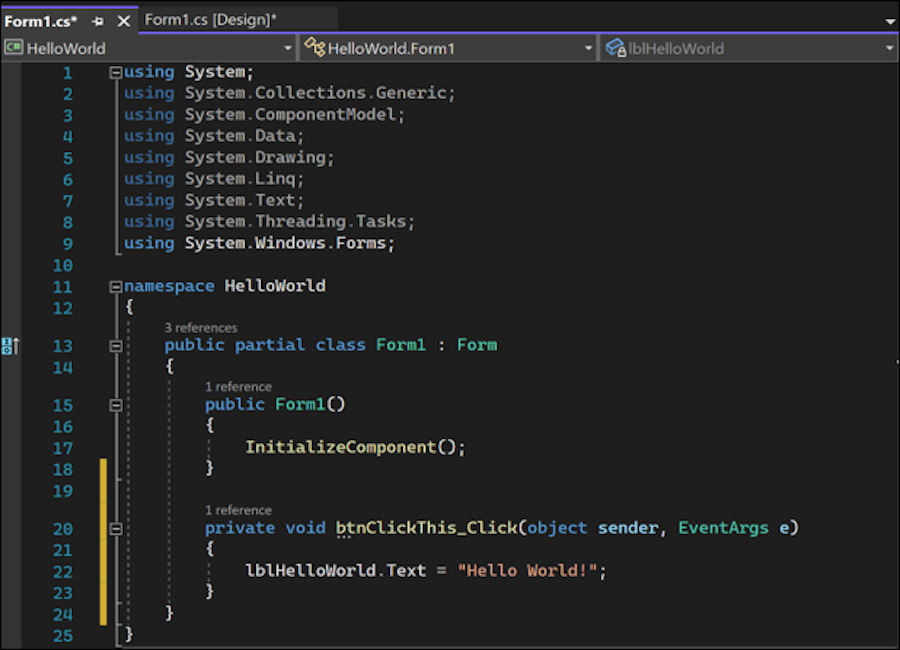 Form1.cs* Form1.cs [Design]*
C# HelloWorld HelloWorld.Form1 lblHelloWorld
1 using System;
2 using System.Collections.Generic;
3 using System.ComponentModel;
4 using System.Data;
5 using System.Drawing;
6 using System.Linq;
7 using System.Text;
8 using System.Threading.Tasks;
9 using System.Windows.Forms;
10
11 namespace HelloWorld
12 {
3 references
13 public partial class Form1 : Form
14 {
1 reference
15 public Form1()
16 {
17 InitializeComponent();
18 }
19
1 reference
20 private void btnClickThis_Click(object sender, EventArgs e)
21 {
22 lblHelloWorld.Text = "Hello World!";
23 }
24 }
25 }